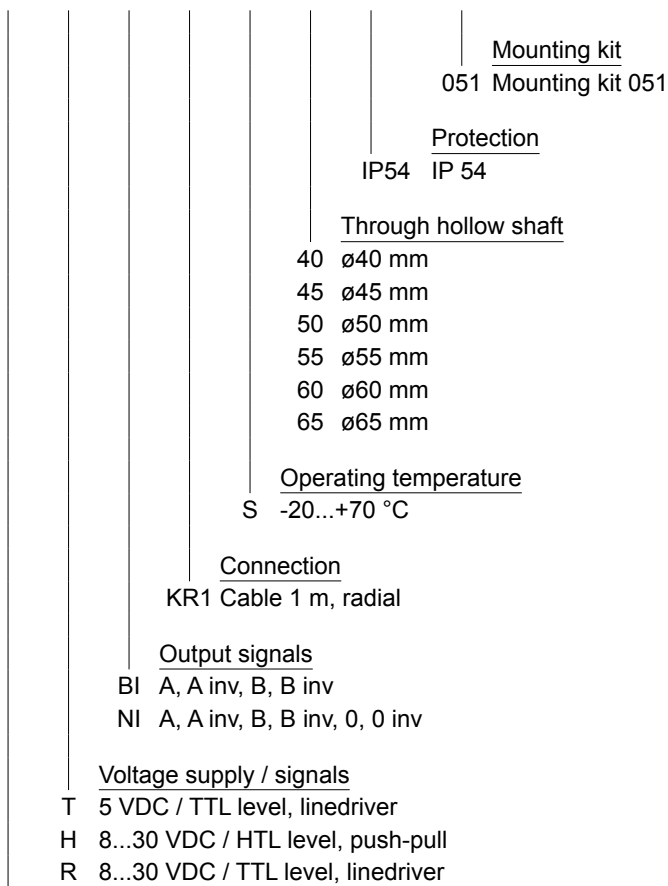 Mounting kit
051 Mounting kit 051
Protection
IP54 IP 54
Through hollow shaft
40 ø40 mm
45 ø45 mm
50 ø50 mm
55 ø55 mm
60 ø60 mm
65 ø65 mm
Operating temperature
S -20...+70 °C
Connection
KR1 Cable 1 m, radial
Output signals
BI A, A inv, B, B inv
NI A, A inv, B, B inv, 0, 0 inv
Voltage supply / signals
T 5 VDC / TTL level, linedriver
H 8...30 VDC / HTL level, push-pull
R 8...30 VDC / TTL level, linedriver